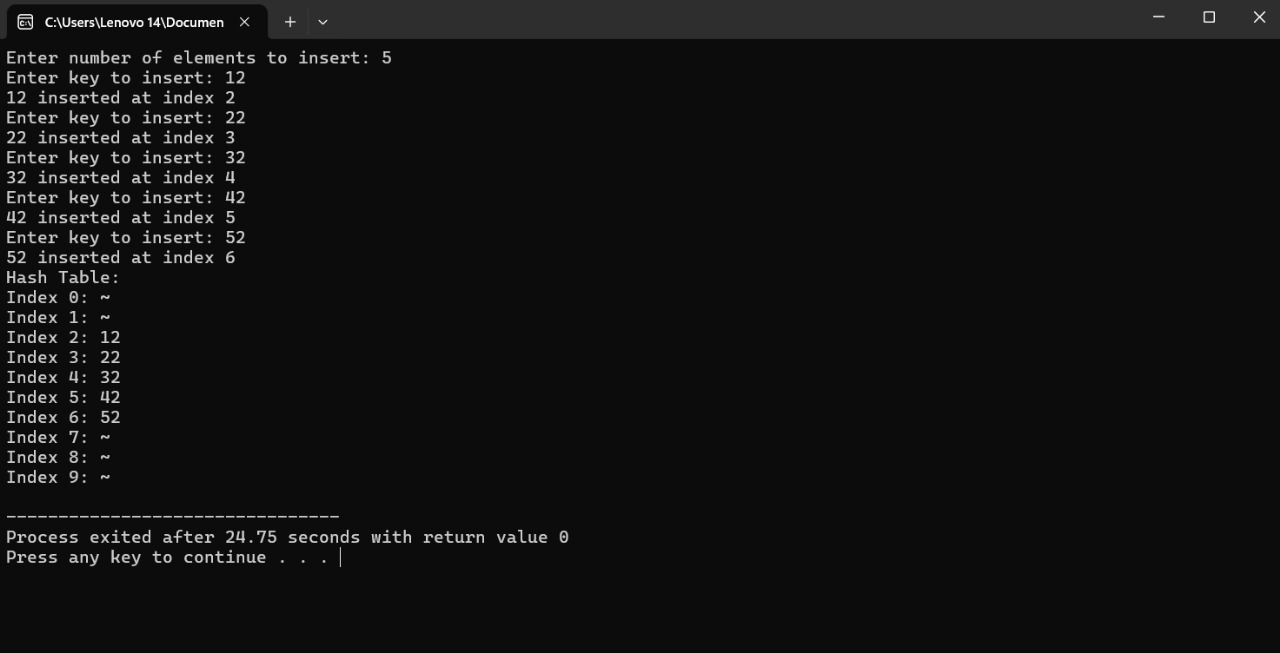 C:\Users\Lenovo 14\Documen
Enter number of elements to insert: 5
Enter key to insert: 12
12 inserted at index 2
Enter key to insert: 22
22 inserted at index 3
Enter key to insert: 32
32 inserted at index 4
Enter key to insert: 42
42 inserted at index 5
Enter key to insert: 52
52 inserted at index 6
Hash Table:
Index 0: ~
Index 1: ~
Index 2: 12
Index 3: 22
Index 4: 32
Index 5: 42
Index 6: 52
Index 7: ~
Index 8: ~
Index 9: ~
--------------------------------
Process exited after 24.75 seconds with return value 0
Press any key to continue . . .